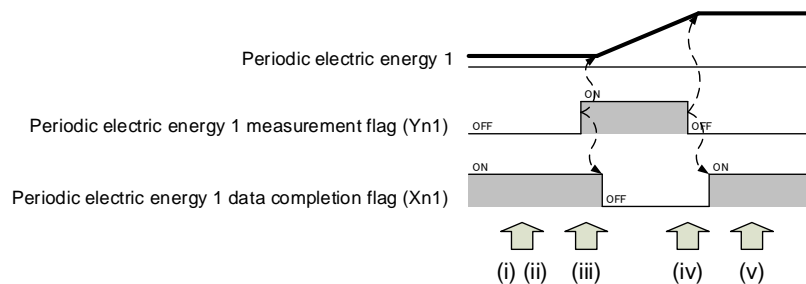 Periodic electric energy 1
ON
Periodic electric energy 1 measurement flag (Yn1)
OFF
OFF
ON
ON
Periodic electric energy 1 data completion flag (Xn1)
OFF
(i) (ii) (iii) (iv) (v)